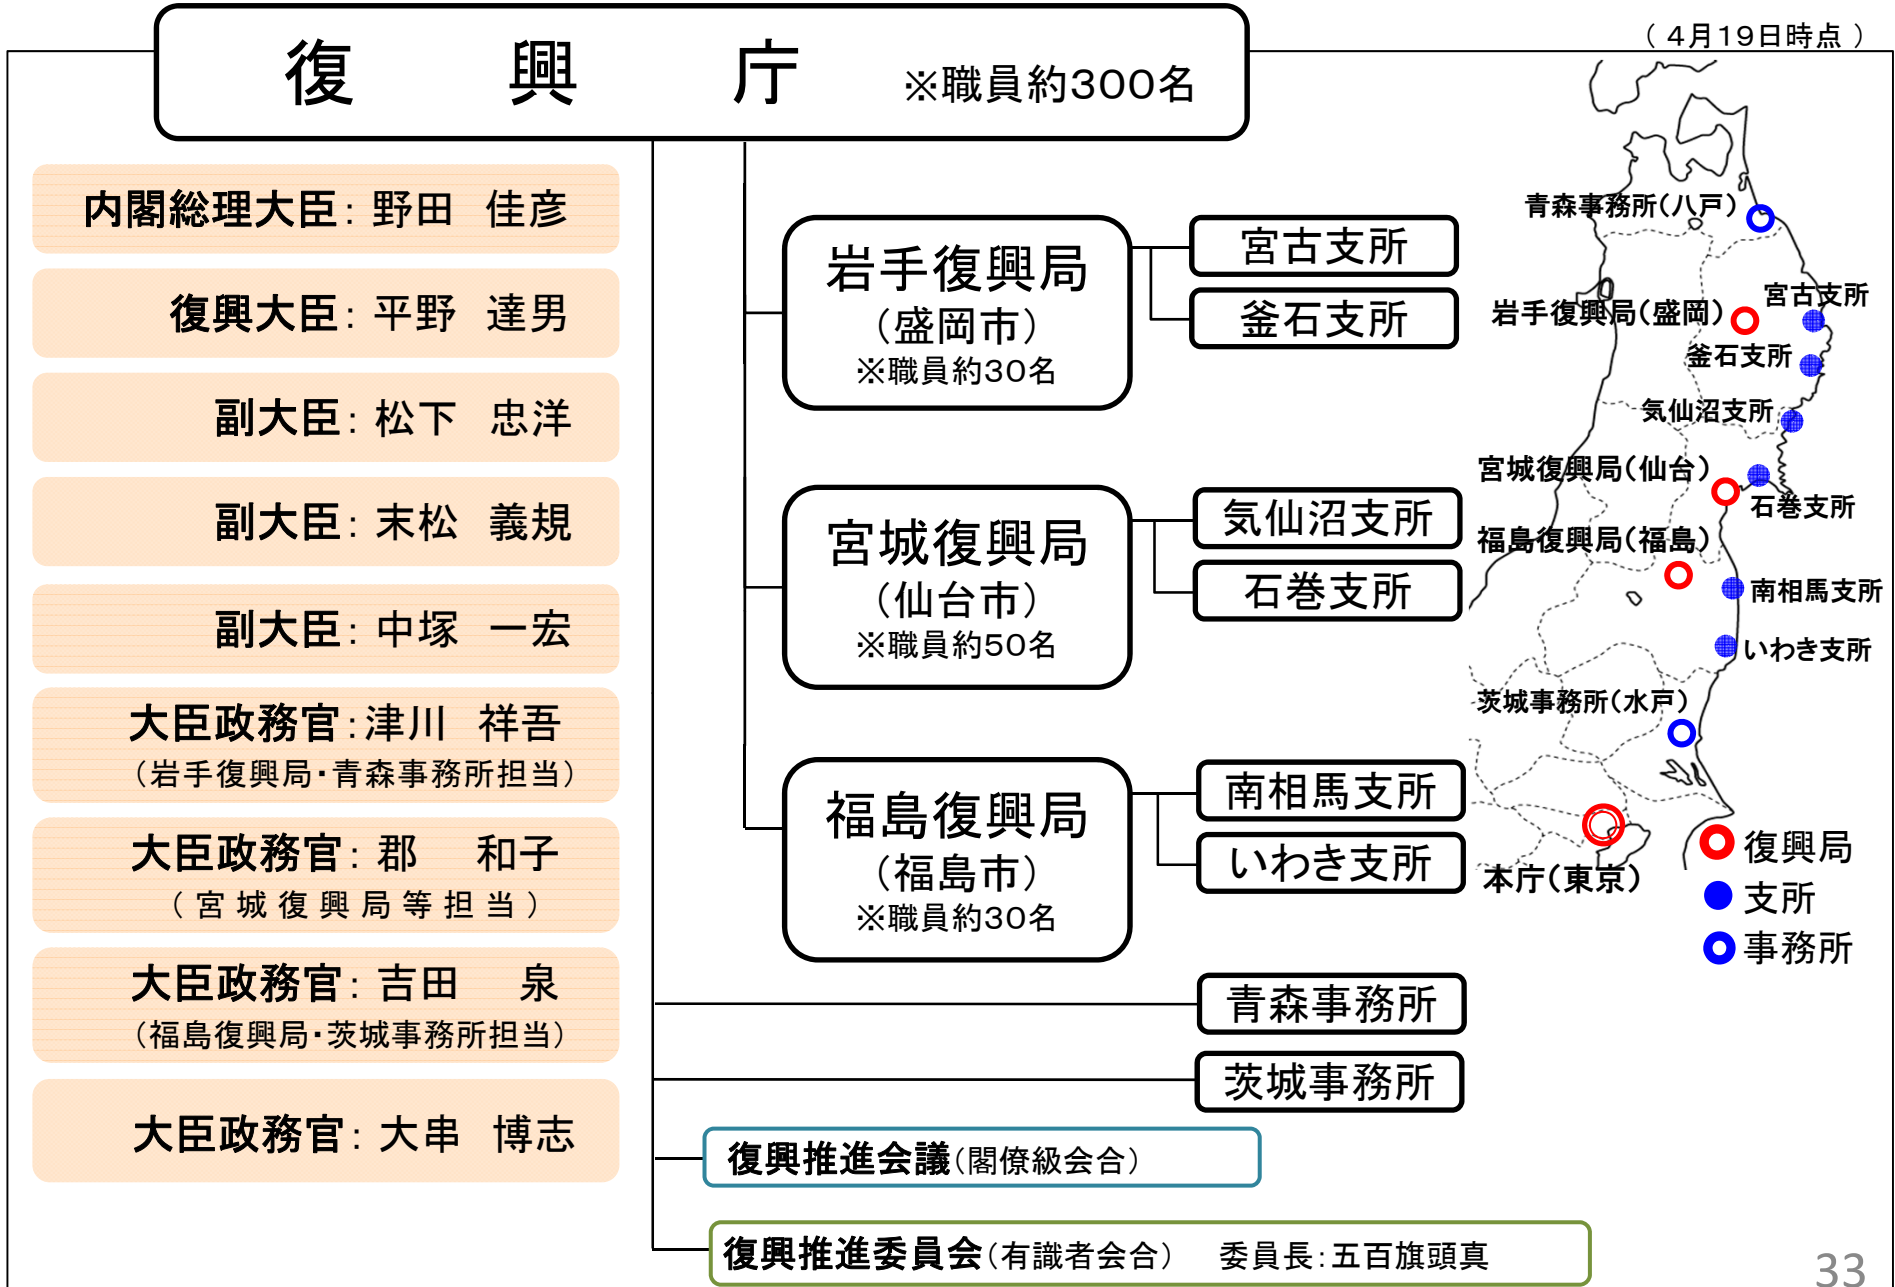 （ 4月19日時点 ）
復　興　庁　※職員約300名
内閣総理大臣：野田　佳彦
復興大臣：平野　達男
副大臣：松下　忠洋
副大臣：末松　義規
副大臣：中塚　一宏
大臣政務官：津川　祥吾
（岩手復興局・青森事務所担当）
大臣政務官：郡　和子
（宮城復興局等担当）
大臣政務官：吉田　泉
（福島復興局・茨城事務所担当）
大臣政務官：大串　博志
岩手復興局
（盛岡市）
※職員約30名
宮古支所
釜石支所
宮城復興局
（仙台市）
※職員約50名
気仙沼支所
石巻支所
福島復興局
（福島市）
※職員約30名
南相馬支所
いわき支所
青森事務所
茨城事務所
復興推進会議（閣僚級会合）
復興推進委員会（有識者会合）　委員長：五百旗頭真
青森事務所（八戸）
宮古支所
岩手復興局（盛岡）
釜石支所
気仙沼支所
宮城復興局（仙台）
石巻支所
福島復興局（福島）
南相馬支所
いわき支所
茨城事務所（水戸）
本庁（東京）
復興局
支所
事務所
33